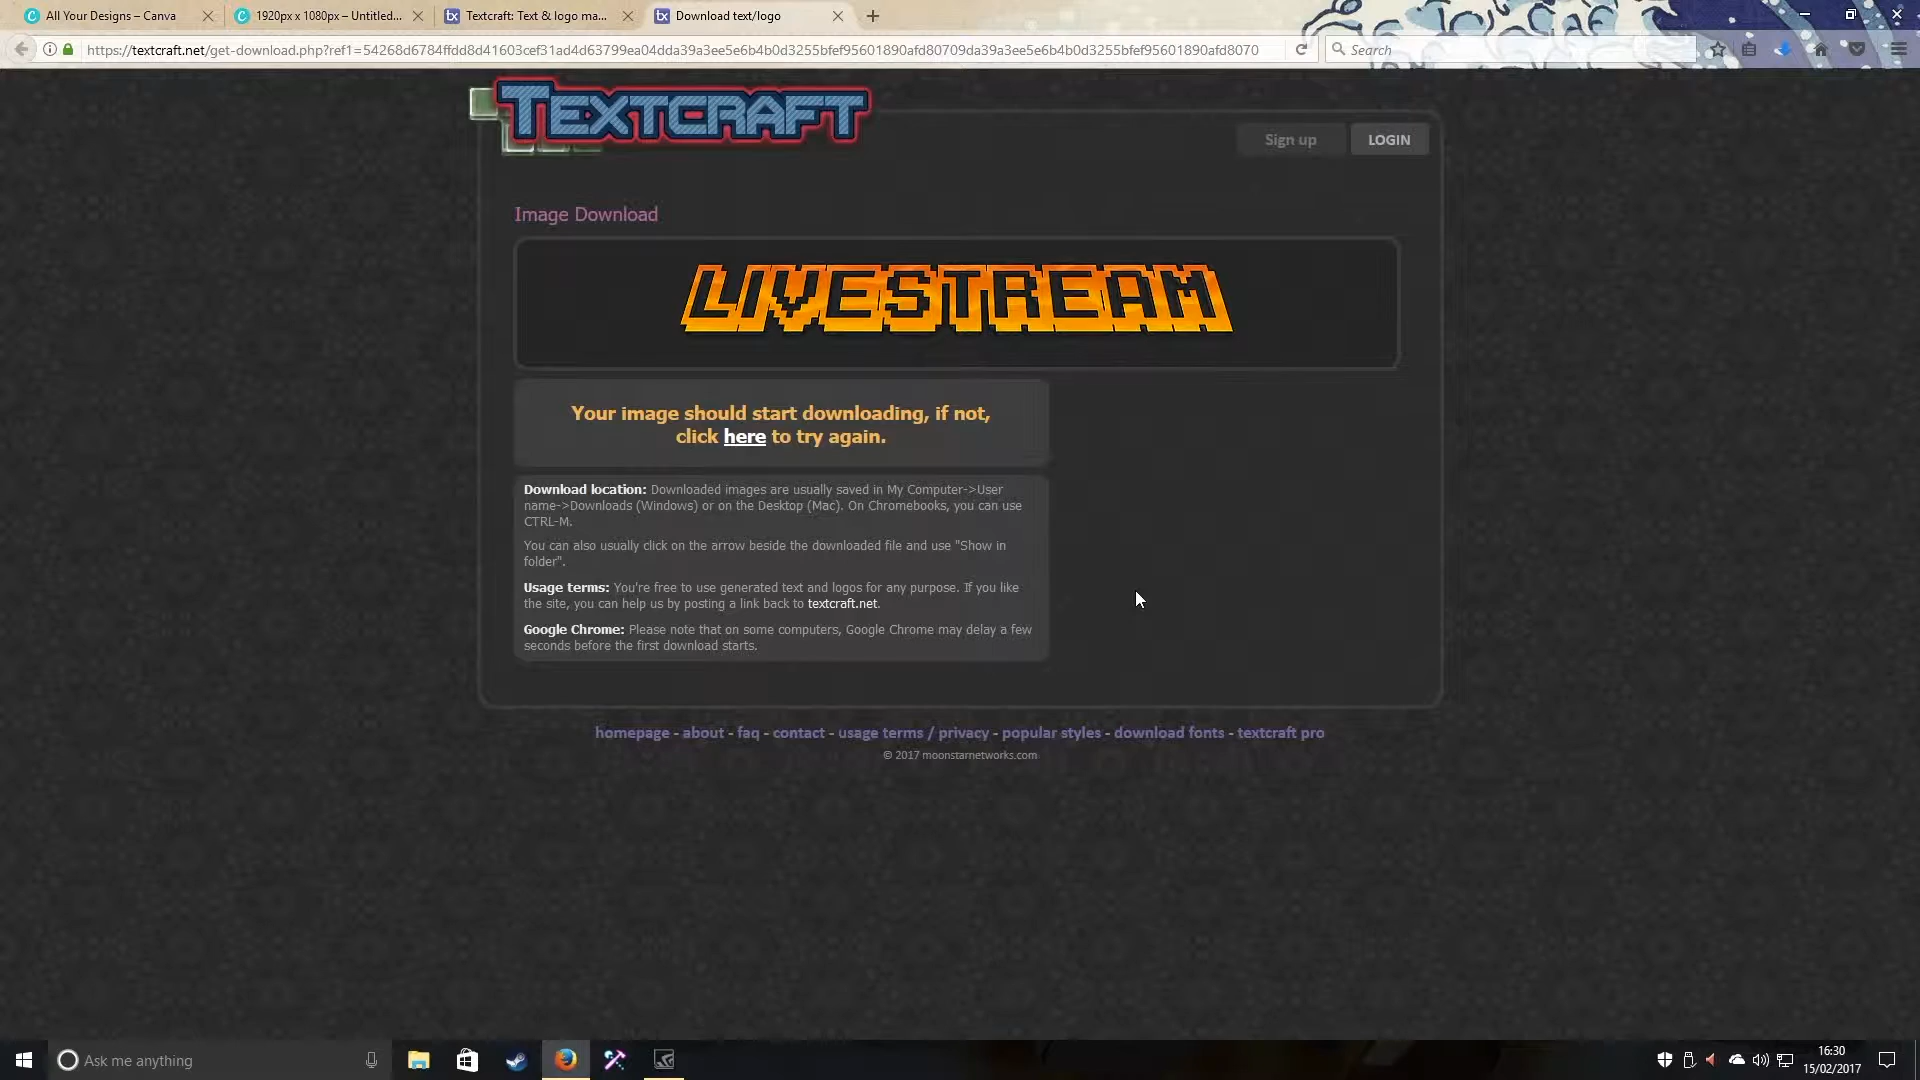 All Your Designs – Canva
1920px x 1080px – Untitled...
Textcraft: Text & logo ma...
Download text/logo
https://textcraft.net/get-download.php?ref1=54268d6784ffdd8d41603cef31ad4d63799ea04dda39a3ee5e6b4b0d3255bfef95601890afd80709da39a3ee5e6b4b0d3255bfef95601890afd8070
Search
TEXTCRAFT
Sign up
LOGIN
Image Download
LIVESTREAM
Your image should start downloading, if not,
click here to try again.
Download location: Downloaded images are usually saved in My Computer->User
name->Downloads (Windows) or on the Desktop (Mac). On Chromebooks, you can use
CTRL-M.
You can also usually click on the arrow beside the downloaded file and use "Show in
folder".
Usage terms: You're free to use generated text and logos for any purpose. If you like
the site, you can help us by posting a link back to textcraft.net.
Google Chrome: Please note that on some computers, Google Chrome may delay a few
seconds before the first download starts.
homepage - about - faq - contact - usage terms / privacy - popular styles - download fonts - textcraft pro
© 2017 moonstarnetworks.com
Ask me anything
16:30
15/02/2017